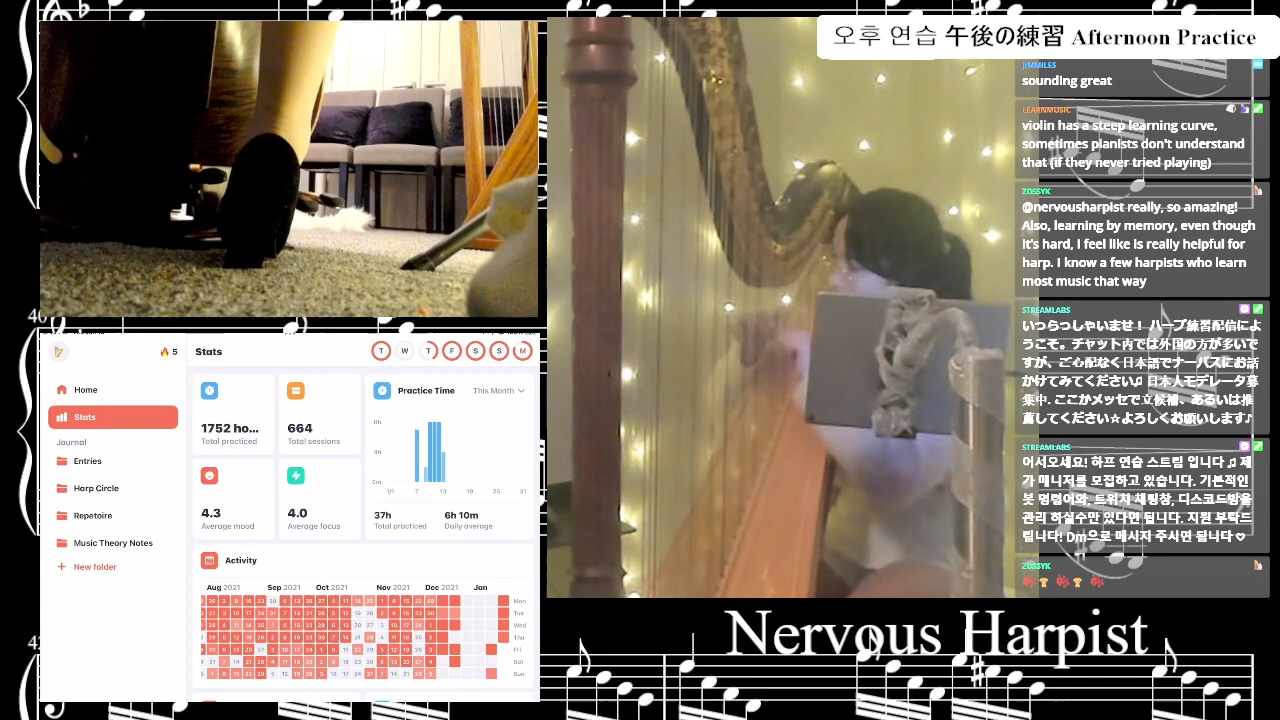 오후 연습 午後の練習 Afternoon Practice
JIMMILES
sounding great
LEARNMUSIC
violin has a steep learning curve,
sometimes pianists don't understand
that (if they never tried playing)
ZOSSYK
@nervousharpist really, so amazing!
Also, learning by memory, even though
it's hard, I feel like is really helpful for
harp. I know a few harpists who learn
most music that way
STREAMLABS
いっらっしゃいませ! ハープ練習配信によ
うこそ。チャット内では外国の方が多いで
すが、ご心配なく日本語でナーバスにお話
かけてみてください♫ 日本人モデレータ募
集中. ここかメッセで立候補、あるいは推
薦してください☆よろしくお願いします♪
STREAMLABS
어서오세요! 하프 연습 스트림 입니다 ♫ 제
가 매니저를 모집하고 있습니다. 기본적인
봇 명령어와, 트위치 채팅창, 디스코드방을
관리 하실수만 있다면 됩니다. 지원 부탁드
립니다! Dm으로 메시지 주시면 됩니다 ♡
ZOSSYK
Nervous Harpist
5
Home
Stats
Journal
Entries
Harp Circle
Repetoire
Music Theory Notes
+ New folder
Stats
T W T F S S M
1752 ho...
Total practiced
664
Total sessions
4.3
Average mood
4.0
Average focus
Practice Time
This Month
8h
4h
0m
1/1 7 13 19 25 31
37h
Total practiced
6h 10m
Daily average
Activity
Aug 2021 Sep 2021 Oct 2021 Nov 2021 Dec 2021 Jan
Mon
Tue
Wed
Thu
Fri
Sat
Sun